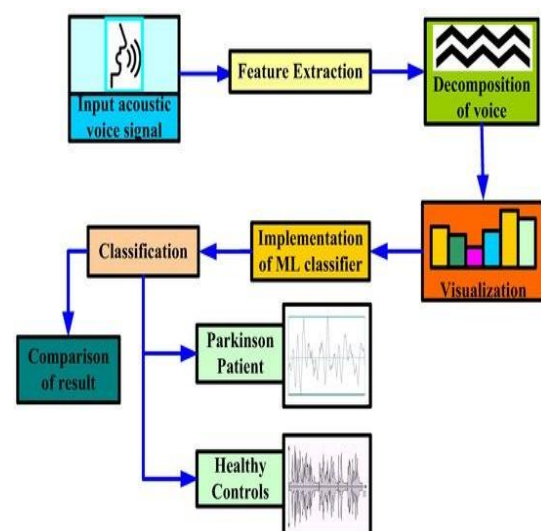 Input acoustic
voice signal
Feature Extraction
Decomposition
of voice
Visualization
Implementation
of ML classifier
Classification
Comparison
of result
Parkinson
Patient
Healthy
Controls